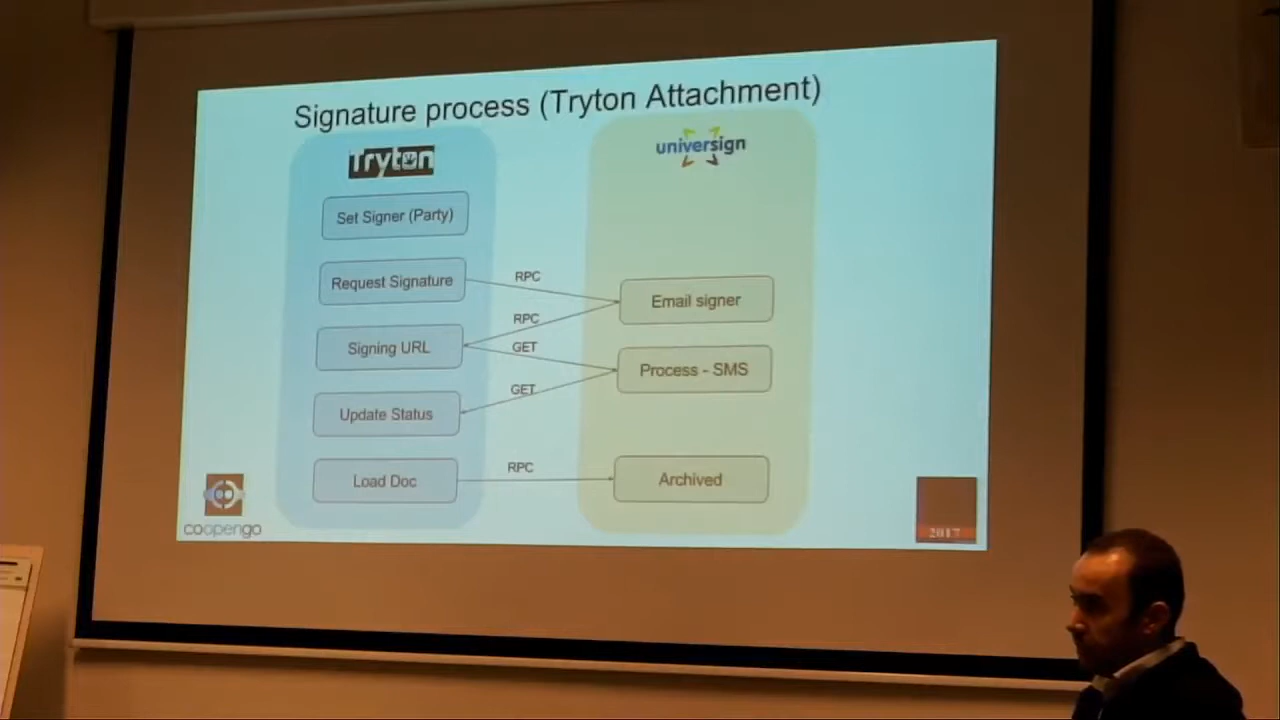 Signature process (Tryton Attachment)
Tryton
universign
Set Signer (Party)
Request Signature
RPC
Email signer
RPC
Signing URL
GET
Process - SMS
GET
Update Status
Load Doc
RPC
Archived
coopengo
2017